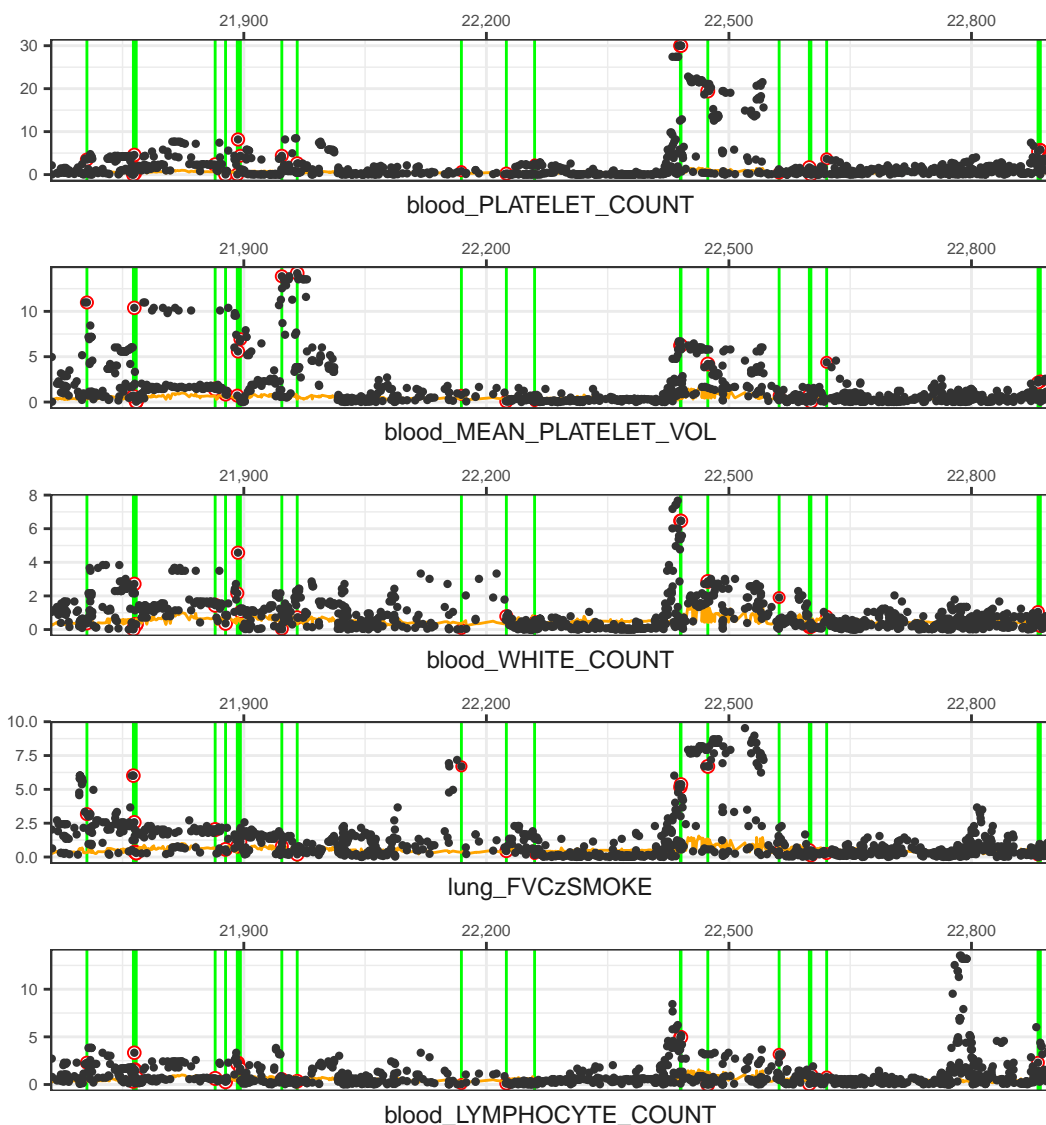 21,900 22,200 22,500 22,800
30
20
10
0
blood_PLATELET_COUNT
21,900 22,200 22,500 22,800
10
5
0
blood_MEAN_PLATELET_VOL
21,900 22,200 22,500 22,800
8
6
4
2
0
blood_WHITE_COUNT
21,900 22,200 22,500 22,800
10.0
7.5
5.0
2.5
0.0
lung_FVCzSMOKE
21,900 22,200 22,500 22,800
10
5
0
blood_LYMPHOCYTE_COUNT